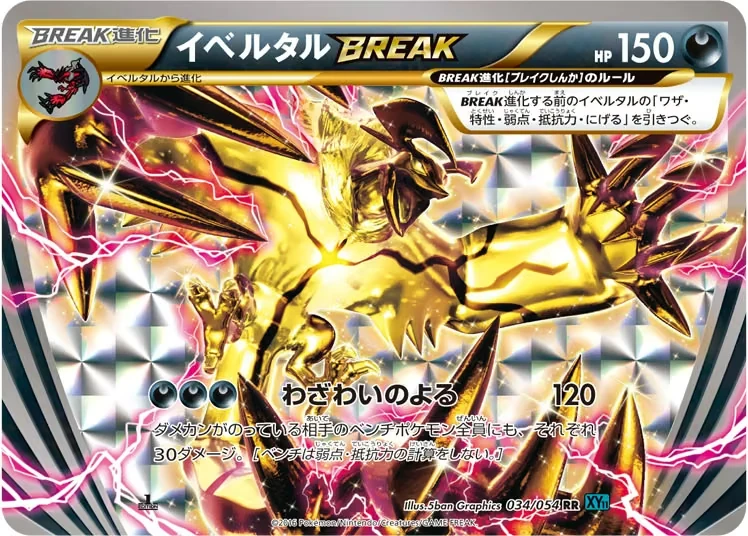 BREAK進化
イベルタル BREAK
HP 150
イベルタルから進化
BREAK進化[ブレイクしんか]のルール
BREAK進化する前のイベルタルの「ワザ・
特性・弱点・抵抗力・にげる」を引きつぐ。
わざわいのよる 120
ダメカンがのっている相手のベンチポケモン全員にも、それぞれ
30ダメージ。[ベンチは弱点・抵抗力の計算をしない。]
1 EDITION
Illus.5ban Graphics 034/054 RR XY11
©2016 Pokémon/Nintendo/Creatures/GAME FREAK